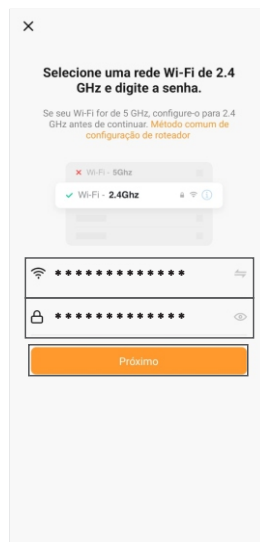 Selecione uma rede Wi-Fi de 2.4
GHz e digite a senha.
Se seu Wi-Fi for de 5 GHz, configure-o para 2.4
GHz antes de continuar. Método comum de
configuração de roteador
Wi-Fi - 5Ghz
Wi-Fi - 2.4Ghz
*************
*************
Próximo